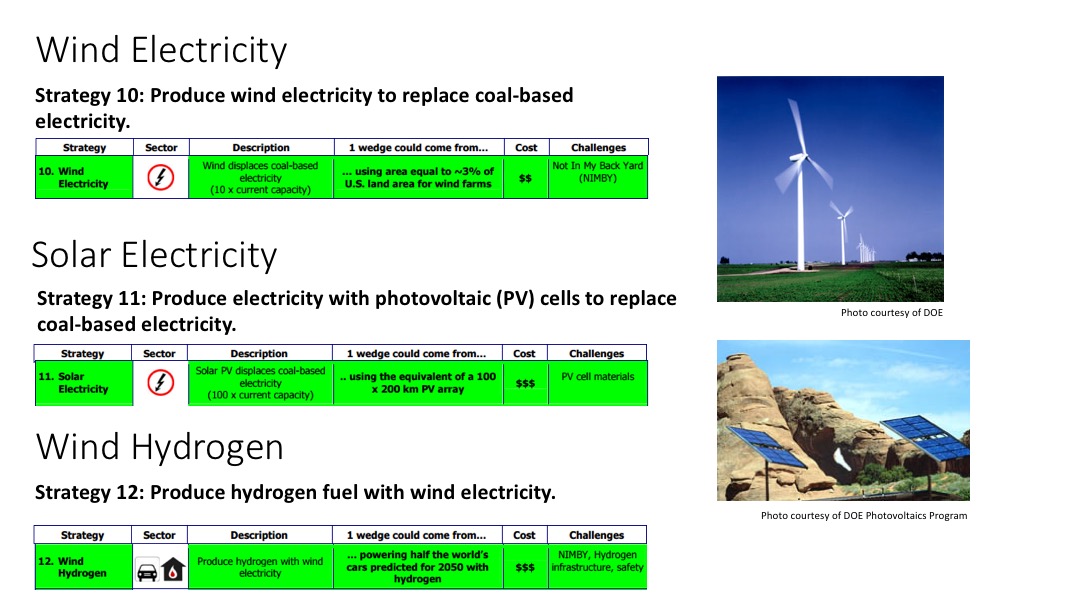 Wind Electricity
Strategy 10: Produce wind electricity to replace coal-based
electricity.
Strategy Sector Description 1 wedge could come from... Cost Challenges
10. Wind
Electricity
Wind displaces coal-based
electricity
(10 x current capacity)
... using area equal to ~3% of
U.S. land area for wind farms
$$
Not In My Back Yard
(NIMBY)
Photo courtesy of DOE
Solar Electricity
Strategy 11: Produce electricity with photovoltaic (PV) cells to replace
coal-based electricity.
Strategy Sector Description 1 wedge could come from... Cost Challenges
11. Solar
Electricity
Solar PV displaces coal-based
electricity
(100 x current capacity)
.. using the equivalent of a 100
x 200 km PV array
$$$
PV cell materials
Photo courtesy of DOE Photovoltaics Program
Wind Hydrogen
Strategy 12: Produce hydrogen fuel with wind electricity.
Strategy Sector Description 1 wedge could come from... Cost Challenges
12. Wind
Hydrogen
Produce hydrogen with wind
electricity
... powering half the world's
cars predicted for 2050 with
hydrogen
$$$
NIMBY, Hydrogen
infrastructure, safety